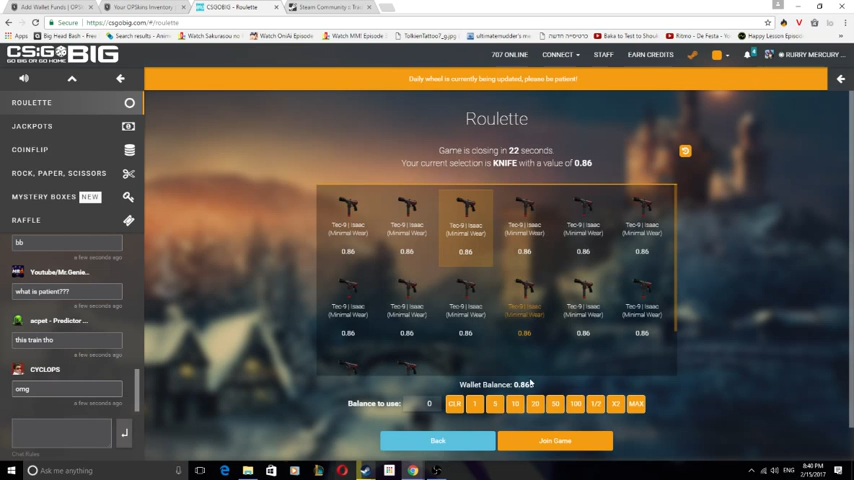 Add Wallet Funds | OPS
Your OPSkins Inventory |
CSGOBIG - Roulette
Steam Community :: Tra
Secure
https://csgobig.com/#/roulette
Apps
Big Head Bash - Free
Search results - Anim
Watch Sakurasou no
Watch OniAi Episode
Watch MM! Episode
TolkienTattoo7_g.jpg
ultimatemudder's m
סטטיסטיקה חדשה
Baka to Test to Shou
Ritmo - De Festa - Yo
Happy Lesson Episod
CS:GO BIG
GO BIG OR GO HOME
707 ONLINE
CONNECT
STAFF
EARN CREDITS
4
RURRY MERCURY ...
Daily wheel is currently being updated, please be patient!
ROULETTE
JACKPOTS
COINFLIP
ROCK, PAPER, SCISSORS
MYSTERY BOXES NEW
RAFFLE
bb
a few seconds ago
Youtube/Mr.Genie...
what is patient???
a few seconds ago
acpet - Predictor ...
this train tho
a few seconds ago
CYCLOPS
omg
a few seconds ago
Chat Rules
Roulette
Game is closing in 22 seconds.
Your current selection is KNIFE with a value of 0.86
Tec-9 | Isaac (Minimal Wear) 0.86
Tec-9 | Isaac (Minimal Wear) 0.86
Tec-9 | Isaac (Minimal Wear) 0.86
Tec-9 | Isaac (Minimal Wear) 0.86
Tec-9 | Isaac (Minimal Wear) 0.86
Tec-9 | Isaac (Minimal Wear) 0.86
Tec-9 | Isaac (Minimal Wear) 0.86
Tec-9 | Isaac (Minimal Wear) 0.86
Tec-9 | Isaac (Minimal Wear) 0.86
Tec-9 | Isaac (Minimal Wear) 0.86
Tec-9 | Isaac (Minimal Wear) 0.86
Tec-9 | Isaac (Minimal Wear) 0.86
Wallet Balance: 0.86
Balance to use: 0 CLR 1 5 10 20 50 100 1/2 X2 MAX
Back
Join Game
Ask me anything
ENG
8:40 PM
2/15/2017